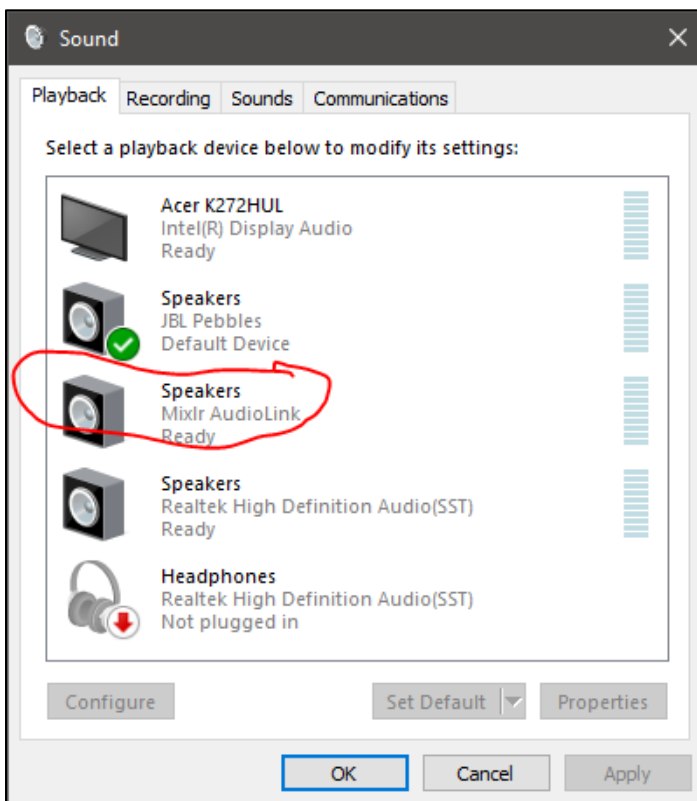 Sound
Playback Recording Sounds Communications
Select a playback device below to modify its settings:
Acer K272HUL
Intel(R) Display Audio
Ready
Speakers
JBL Pebbles
Default Device
Speakers
Mixlr AudioLink
Ready
Speakers
Realtek High Definition Audio(SST)
Ready
Headphones
Realtek High Definition Audio(SST)
Not plugged in
Configure Set Default Properties
OK Cancel Apply